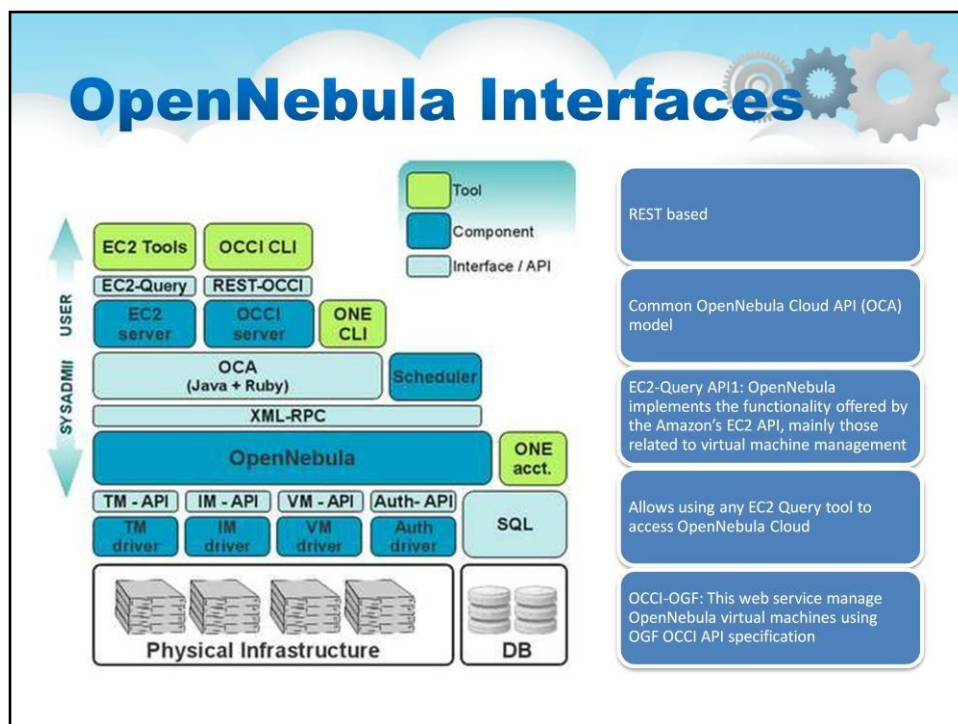 OpenNebula Interfaces
Tool
Component
Interface / API
USER
SYSADMII
EC2 Tools
OCCI CLI
EC2-Query
REST-OCCI
EC2
server
OCCI
server
ONE
CLI
OCA
(Java + Ruby)
Scheduler
XML-RPC
OpenNebula
ONE
acct.
TM - API
IM - API
VM - API
Auth- API
SQL
TM
driver
IM
driver
VM
driver
Auth
driver
Physical Infrastructure
DB
REST based
Common OpenNebula Cloud API (OCA)
model
EC2-Query API1: OpenNebula
implements the functionality offered by
the Amazon's EC2 API, mainly those
related to virtual machine management
Allows using any EC2 Query tool to
access OpenNebula Cloud
OCCI-OGF: This web service manage
OpenNebula virtual machines using
OGF OCCI API specification